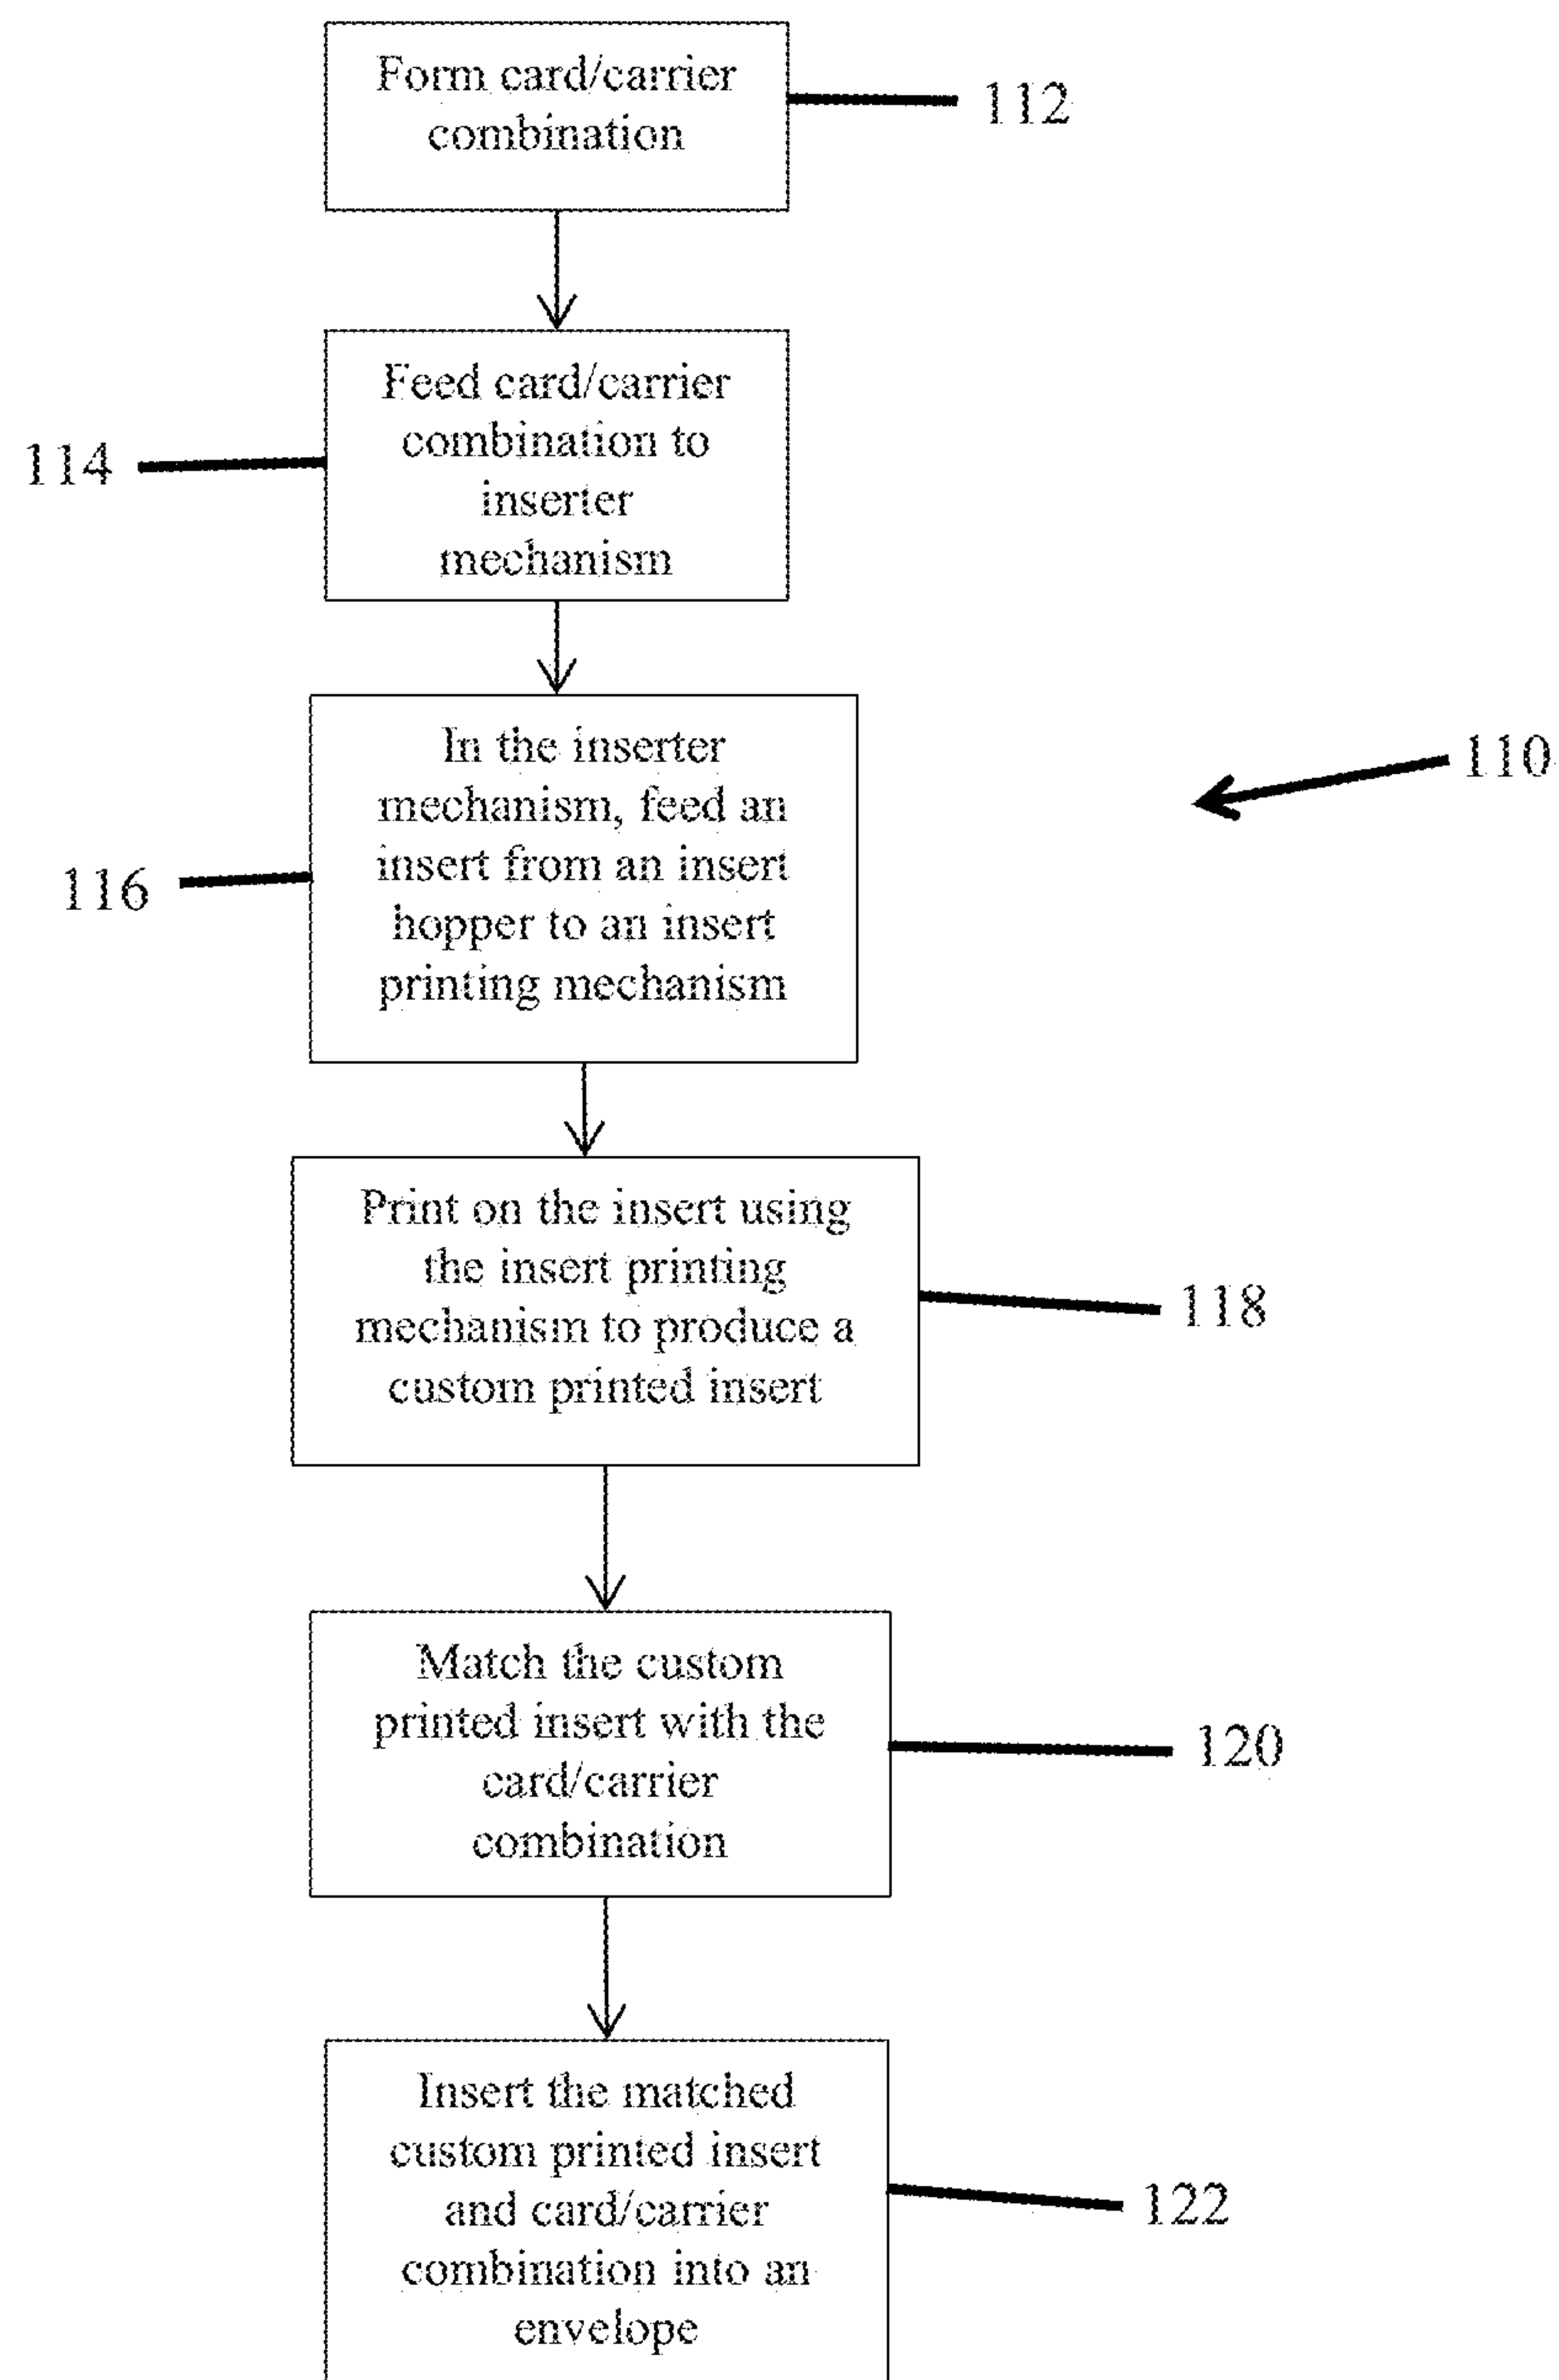 Form card/carrier
combination
112
Feed card/carrier
combination to
inserter
mechanism
114
In the inserter
mechanism, feed an
insert from an insert
hopper to an insert
printing mechanism
110
116
Print on the insert using
the insert printing
mechanism to produce a
custom printed insert
118
Match the custom
printed insert with the
card/carrier
combination
120
Insert the matched
custom printed insert
and card/carrier
combination into an
envelope
122